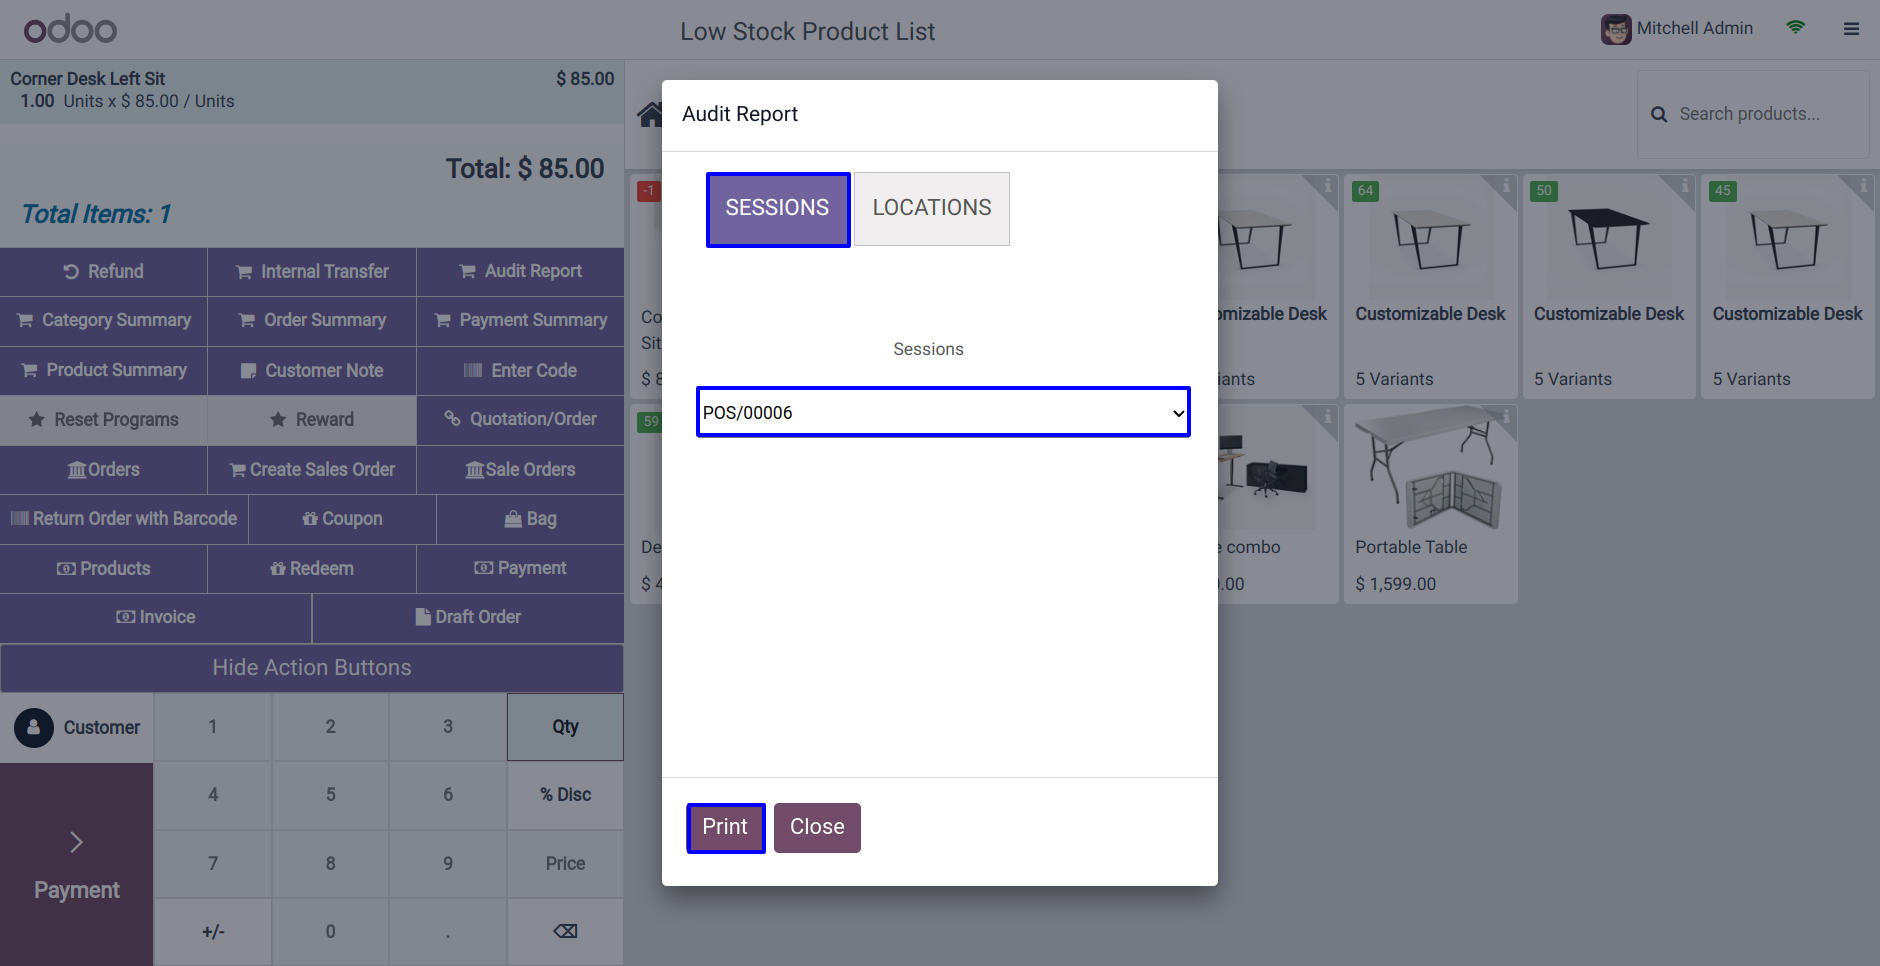 odoo
Low Stock Product List
Mitchell Admin
Corner Desk Left Sit $ 85.00
1.00 Units x $ 85.00 / Units
Total: $ 85.00
Total Items: 1
Refund Internal Transfer Audit Report
Category Summary Order Summary Payment Summary
Product Summary Customer Note Enter Code
Reset Programs Reward Quotation/Order
Orders Create Sales Order Sale Orders
Return Order with Barcode Coupon Bag
Products Redeem Payment
Invoice Draft Order
Hide Action Buttons
Customer 1 2 3 Qty
4 5 6 % Disc
7 8 9 Price
Payment
+/- 0 .
Search products...
-1
64
50
45
Co
Sit
$ 8
omizable Desk
iants
Customizable Desk
5 Variants
Customizable Desk
5 Variants
Customizable Desk
5 Variants
59
De
$ 4
e combo
0.00
Portable Table
$ 1,599.00
Audit Report
SESSIONS LOCATIONS
Sessions
POS/00006
Print Close